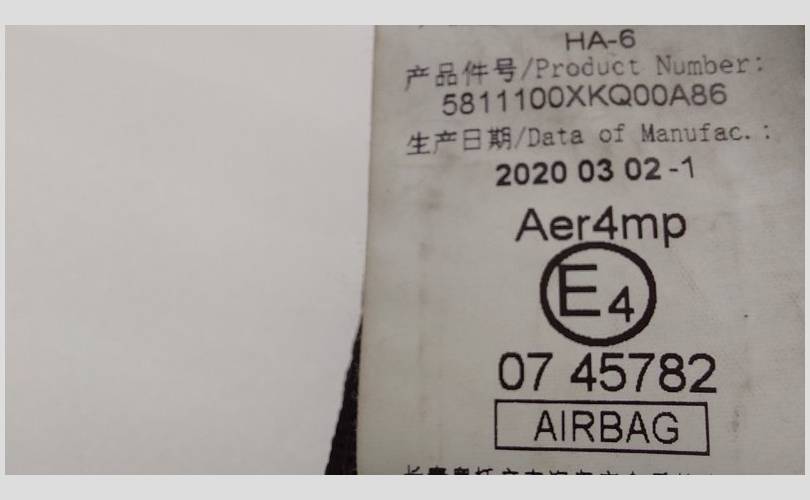 HA-6
产品件号/Product Number:
5811100XKQ00A86
生产日期/Data of Manufac.:
2020 03 02-1
Aer4mp
E4
07 45782
AIRBAG